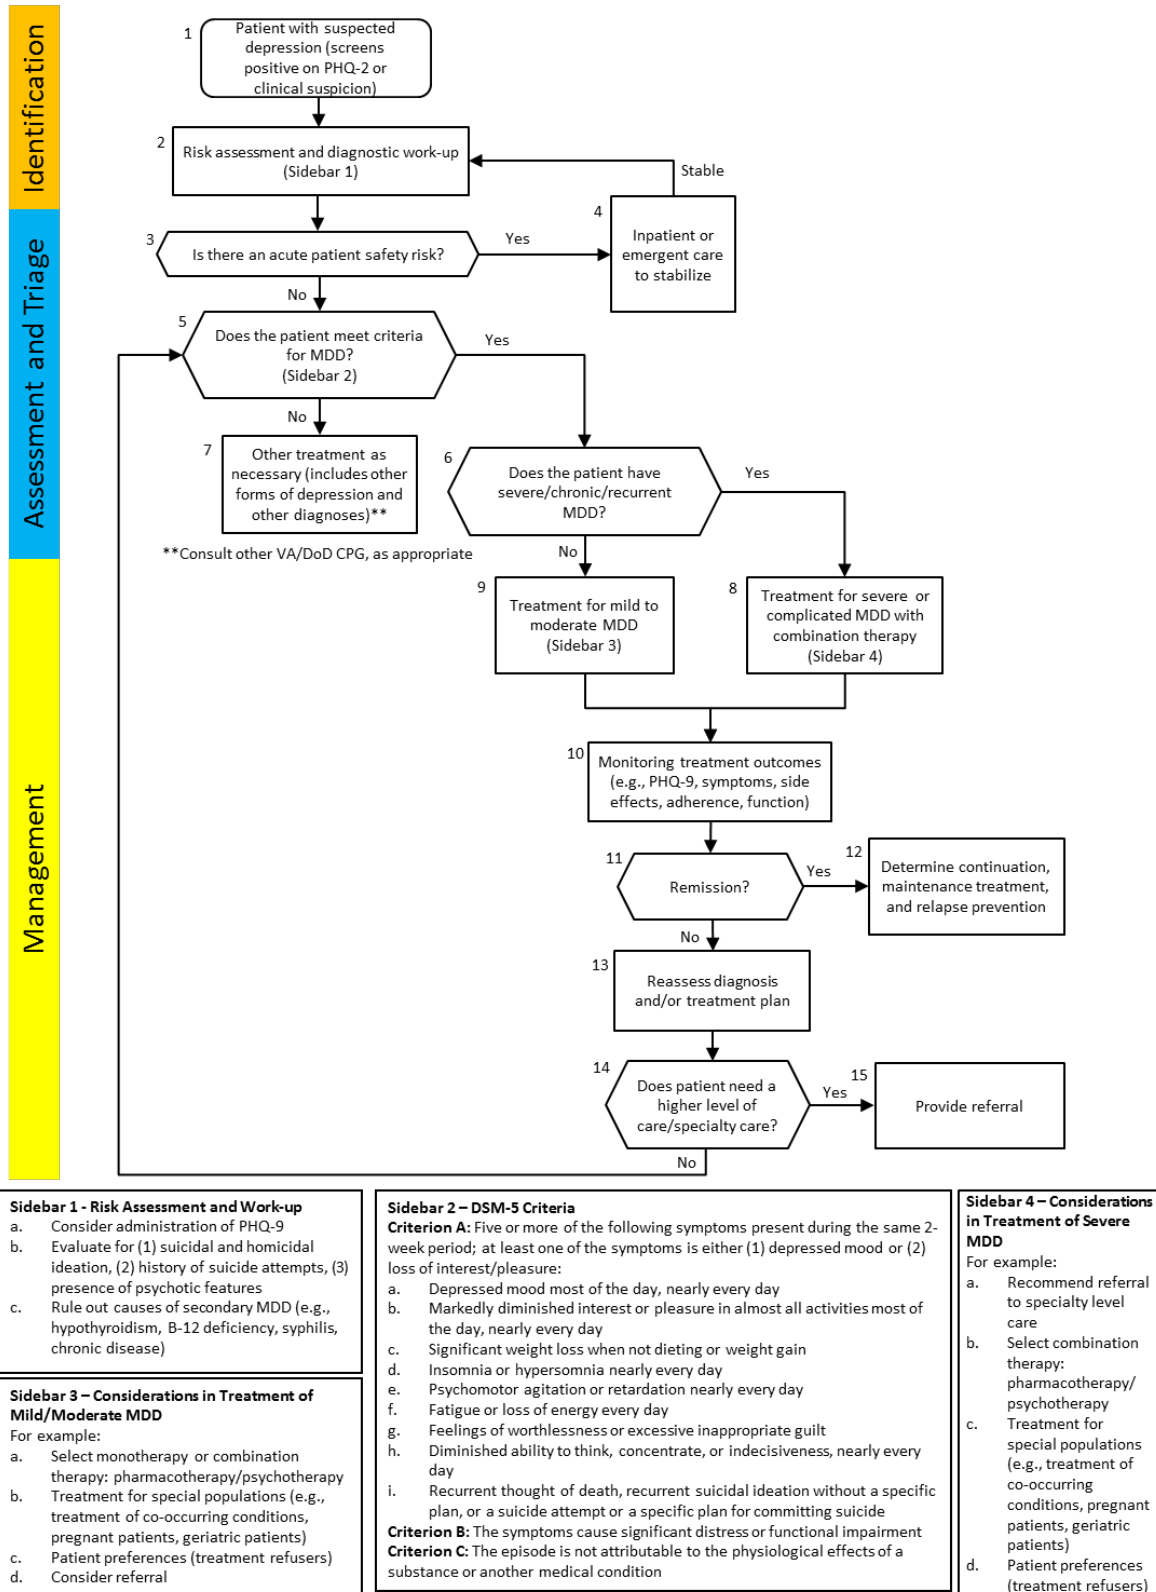 Identification
Assessment and Triage
Management
1
Patient with suspected
depression (screens
positive on PHQ-2 or
clinical suspicion)
2
Risk assessment and diagnostic work-up
(Sidebar 1)
Stable
3
Is there an acute patient safety risk?
Yes
4
Inpatient or
emergent care
to stabilize
No
5
Does the patient meet criteria
for MDD?
(Sidebar 2)
Yes
No
7
Other treatment as
necessary (includes other
forms of depression and
other diagnoses)**
**Consult other VA/DoD CPG, as appropriate
6
Does the patient have
severe/chronic/recurrent
MDD?
Yes
No
9
Treatment for mild to
moderate MDD
(Sidebar 3)
8
Treatment for severe or
complicated MDD with
combination therapy
(Sidebar 4)
10
Monitoring treatment outcomes
(e.g., PHQ-9, symptoms, side
effects, adherence, function)
11
Remission?
Yes
12
Determine continuation,
maintenance treatment,
and relapse prevention
No
13
Reassess diagnosis
and/or treatment plan
14
Does patient need a
higher level of
care/specialty care?
Yes
15
Provide referral
No
Sidebar 1 - Risk Assessment and Work-up
a. Consider administration of PHQ-9
b. Evaluate for (1) suicidal and homicidal
ideation, (2) history of suicide attempts, (3)
presence of psychotic features
c. Rule out causes of secondary MDD (e.g.,
hypothyroidism, B-12 deficiency, syphilis,
chronic disease)
Sidebar 3 – Considerations in Treatment of
Mild/Moderate MDD
For example:
a. Select monotherapy or combination
therapy: pharmacotherapy/psychotherapy
b. Treatment for special populations (e.g.,
treatment of co-occurring conditions,
pregnant patients, geriatric patients)
c. Patient preferences (treatment refusers)
d. Consider referral
Sidebar 2 – DSM-5 Criteria
Criterion A: Five or more of the following symptoms present during the same 2-
week period; at least one of the symptoms is either (1) depressed mood or (2)
loss of interest/pleasure:
a. Depressed mood most of the day, nearly every day
b. Markedly diminished interest or pleasure in almost all activities most of
the day, nearly every day
c. Significant weight loss when not dieting or weight gain
d. Insomnia or hypersomnia nearly every day
e. Psychomotor agitation or retardation nearly every day
f. Fatigue or loss of energy every day
g. Feelings of worthlessness or excessive inappropriate guilt
h. Diminished ability to think, concentrate, or indecisiveness, nearly every
day
i. Recurrent thought of death, recurrent suicidal ideation without a specific
plan, or a suicide attempt or a specific plan for committing suicide
Criterion B: The symptoms cause significant distress or functional impairment
Criterion C: The episode is not attributable to the physiological effects of a
substance or another medical condition
Sidebar 4 – Considerations
in Treatment of Severe
MDD
For example:
a. Recommend referral
to specialty level
care
b. Select combination
therapy:
pharmacotherapy/
psychotherapy
c. Treatment for
special populations
(e.g., treatment of
co-occurring
conditions, pregnant
patients, geriatric
patients)
d. Patient preferences
(treatment refusers)